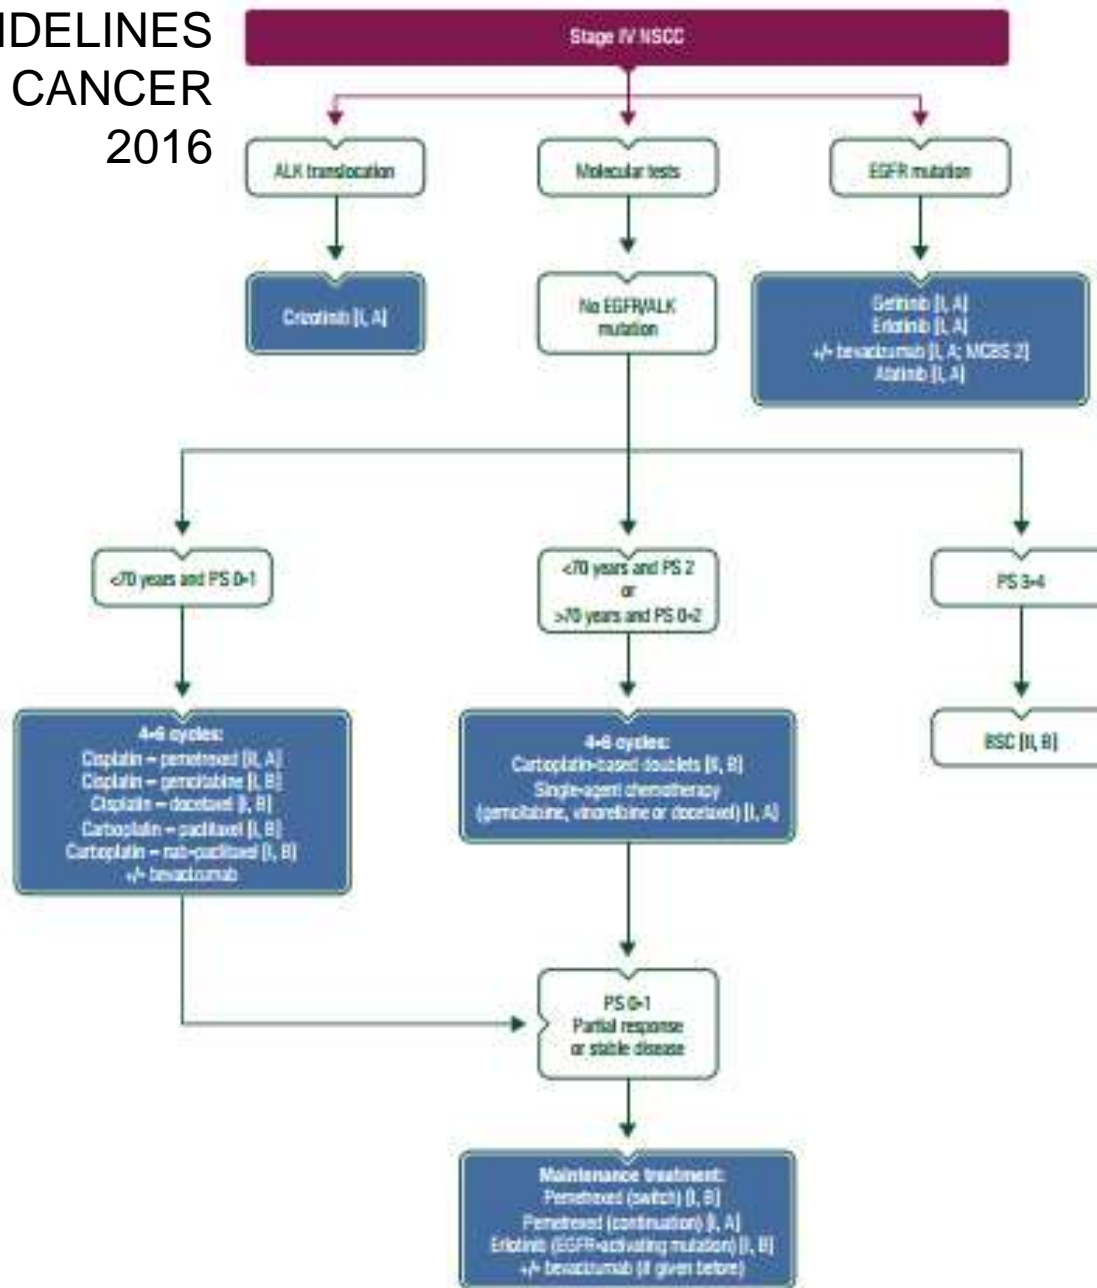 IDELINES
CANCER
2016
Stage IV NSCC
ALK translocation
Molecular tests
EGFR mutation
Crizotinib [I, A]
No EGFR/ALK
mutation
Gefitinib [I, A]
Erlotinib [I, A]
+/- bevacizumab [I, A; MCBS 2]
Afatinib [I, A]
<70 years and PS 0-1
<70 years and PS 2
or
>70 years and PS 0-2
PS 3-4
4-6 cycles:
Cisplatin – pemetrexed [II, A]
Cisplatin – gemcitabine [I, B]
Cisplatin – docetaxel [I, B]
Carboplatin – paclitaxel [I, B]
Carboplatin – nab-paclitaxel [I, B]
+/- bevacizumab
4-6 cycles:
Carboplatin-based doublets [II, B]
Single-agent chemotherapy
(gemcitabine, vinorelbine or docetaxel) [I, A]
BSC [II, B]
PS 0-1
Partial response
or stable disease
Maintenance treatment:
Pemetrexed (switch) [I, B]
Pemetrexed (continuation) [I, A]
Erlotinib (EGFR-activating mutation) [I, B]
+/- bevacizumab (if given before)